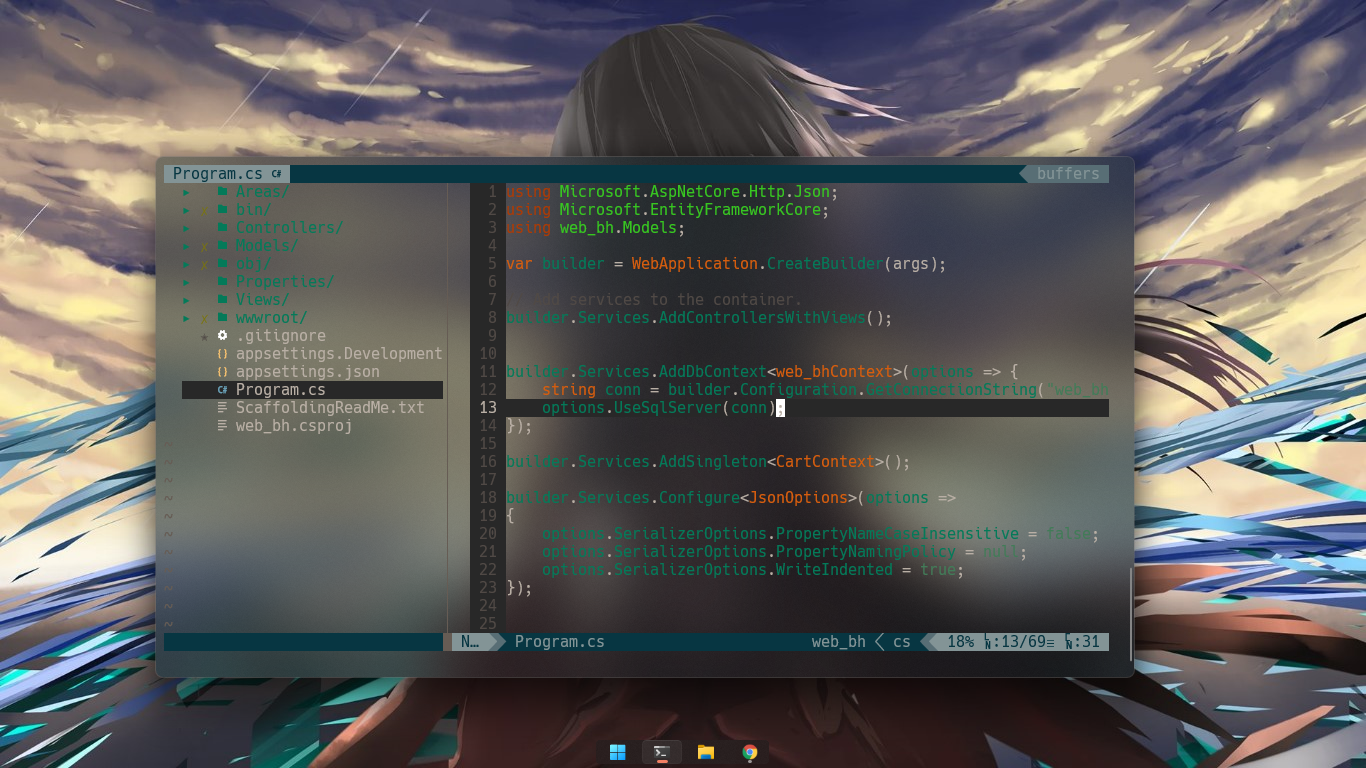 Program.cs C#
buffers
Areas/
bin/
Controllers/
Models/
obj/
Properties/
Views/
wwwroot/
.gitignore
appsettings.Development
appsettings.json
C# Program.cs
ScaffoldingReadMe.txt
web_bh.csproj
1 using Microsoft.AspNetCore.Http.Json;
2 using Microsoft.EntityFrameworkCore;
3 using web_bh.Models;
4
5 var builder = WebApplication.CreateBuilder(args);
6
7 // Add services to the container.
8 builder.Services.AddControllersWithViews();
9
10
11 builder.Services.AddDbContext<web_bhContext>(options => {
12     string conn = builder.Configuration.GetConnectionString("web_bh
13     options.UseSqlServer(conn);
14 });
15
16 builder.Services.AddSingleton<CartContext>();
17
18 builder.Services.Configure<JsonOptions>(options =>
19 {
20     options.SerializerOptions.PropertyNameCaseInsensitive = false;
21     options.SerializerOptions.PropertyNamingPolicy = null;
22     options.SerializerOptions.WriteIndented = true;
23 });
24
25
N… Program.cs web_bh cs 18% :13/69≡ :31